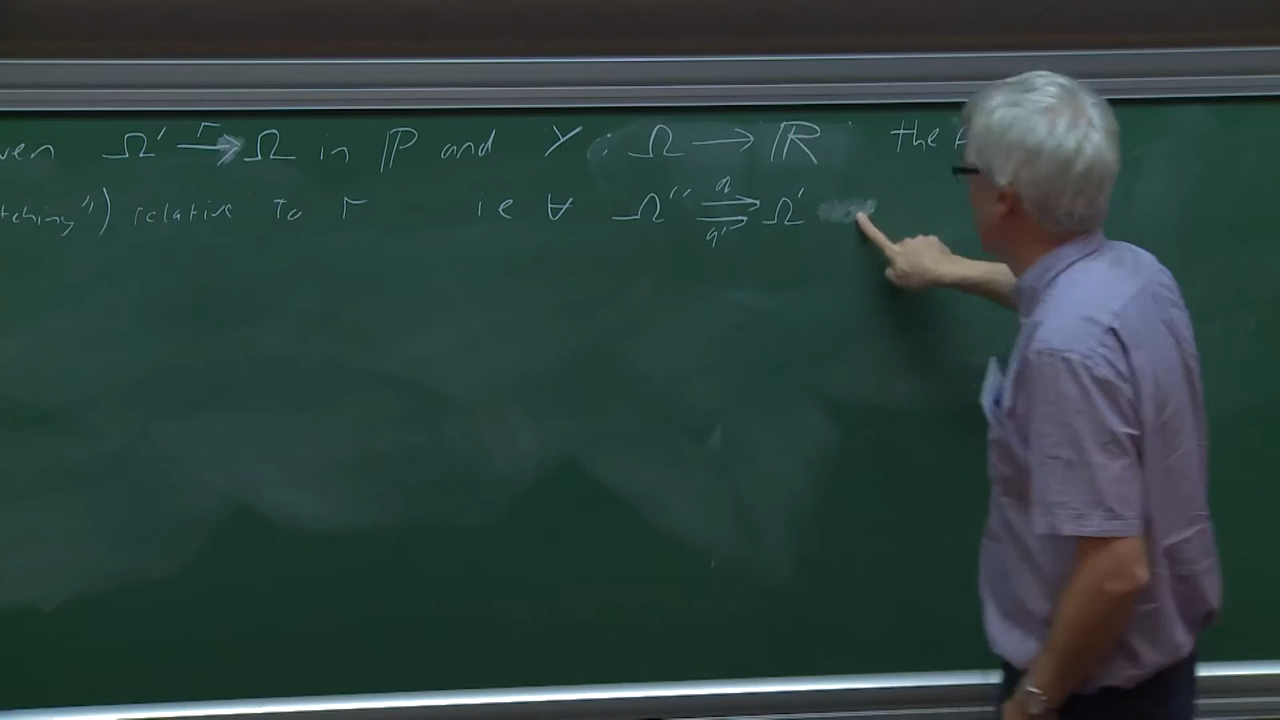 ven Ω' r→ Ω in ℙ and Y : Ω → ℝ the
tching") relative to r ie ∀ Ω'' q⇉q' Ω'